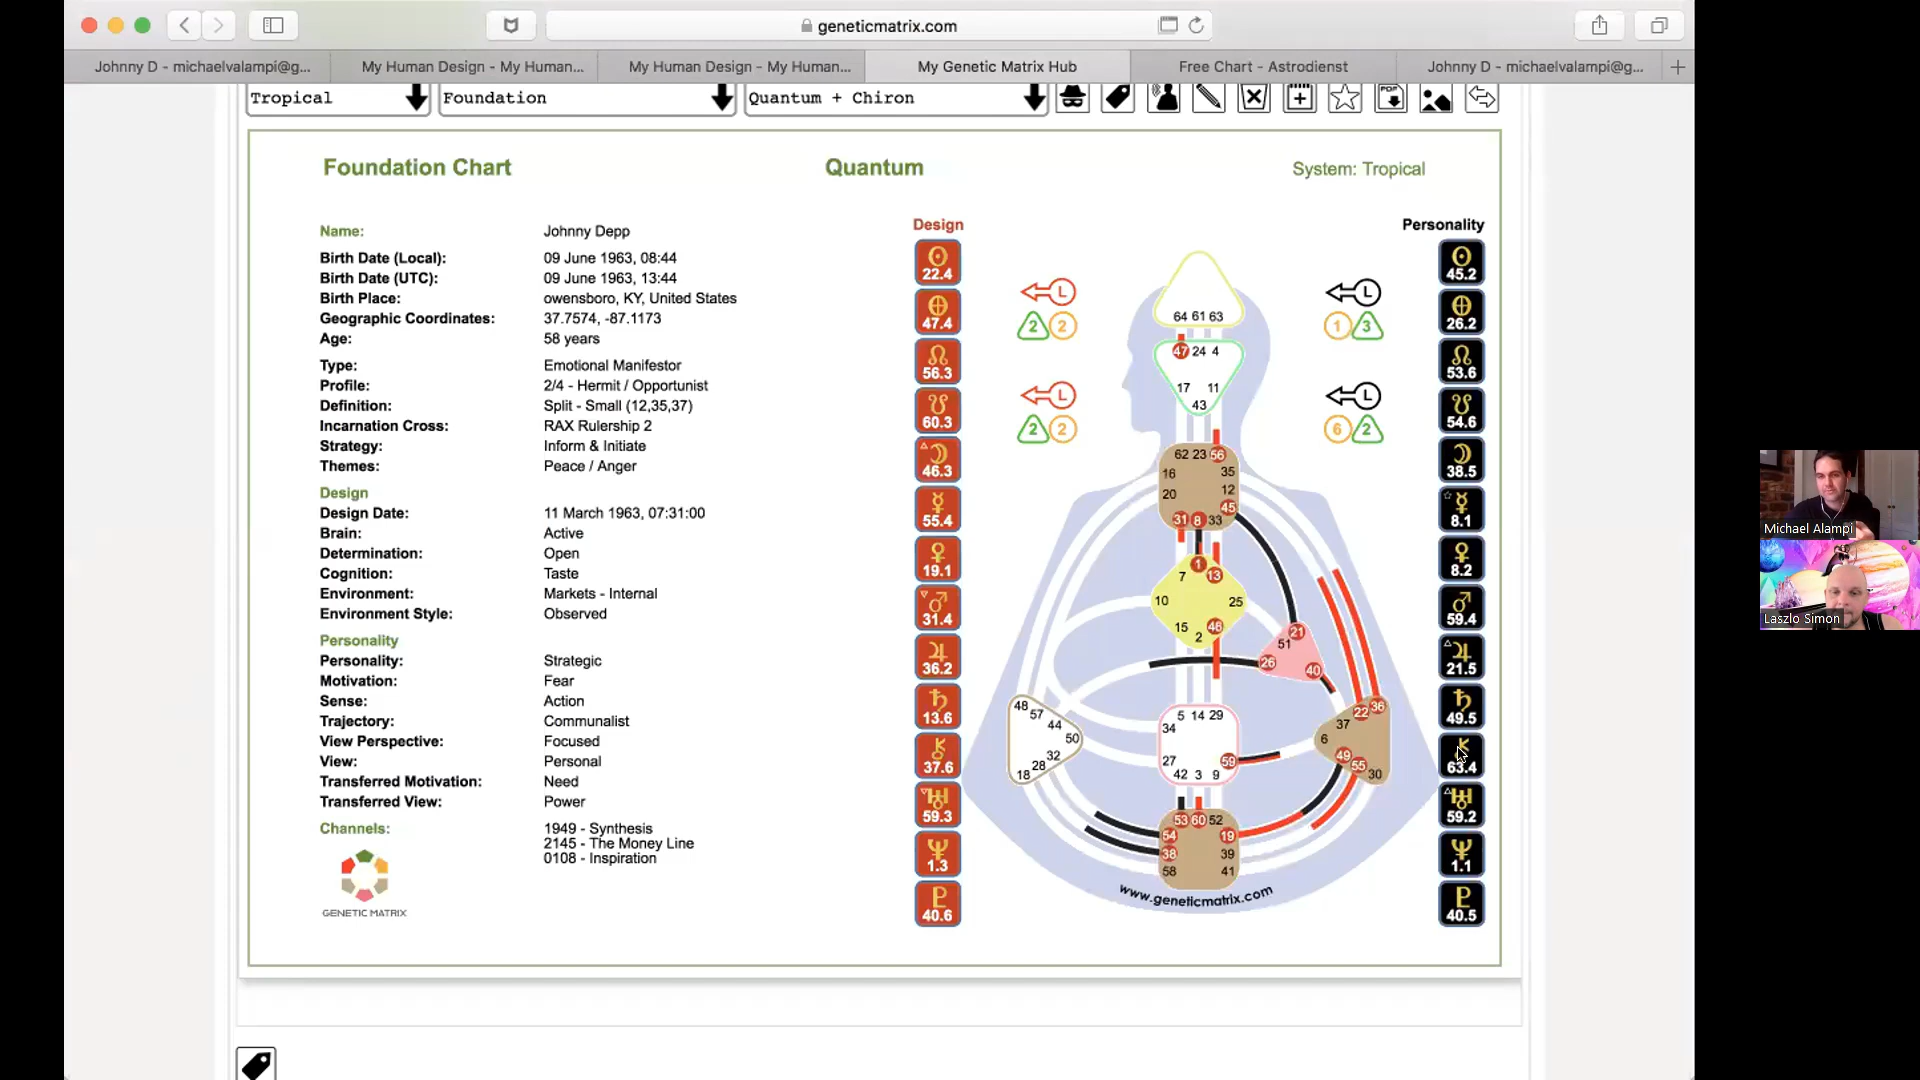 geneticmatrix.com
Johnny D - michaelvalampi@g...
My Human Design - My Human...
My Human Design - My Human...
My Genetic Matrix Hub
Free Chart - Astrodienst
Johnny D - michaelvalampi@g...
Tropical
Foundation
Quantum + Chiron
PDF
Foundation Chart
Quantum
System: Tropical
Name: Johnny Depp
Birth Date (Local): 09 June 1963, 08:44
Birth Date (UTC): 09 June 1963, 13:44
Birth Place: owensboro, KY, United States
Geographic Coordinates: 37.7574, -87.1173
Age: 58 years
Type: Emotional Manifestor
Profile: 2/4 - Hermit / Opportunist
Definition: Split - Small (12,35,37)
Incarnation Cross: RAX Rulership 2
Strategy: Inform & Initiate
Themes: Peace / Anger
Design
Design Date: 11 March 1963, 07:31:00
Brain: Active
Determination: Open
Cognition: Taste
Environment: Markets - Internal
Environment Style: Observed
Personality
Personality: Strategic
Motivation: Fear
Sense: Action
Trajectory: Communalist
View Perspective: Focused
View: Personal
Transferred Motivation: Need
Transferred View: Power
Channels: 1949 - Synthesis
2145 - The Money Line
0108 - Inspiration
GENETIC MATRIX
Design
22.4
47.4
56.3
60.3
46.3
55.4
19.1
31.4
36.2
13.6
37.6
59.3
1.3
40.6
L
2 2
L
2 2
64 61 63
47 24 4
17 11
43
62 23 56
16 35
20 12
45
31 8 33
1
7 13
10 25
15 46
2
21
51
26 40
48
57
44
50
32
28
18
5 14 29
34
27 59
42 3 9
36
22
37
6
49
55
30
53 60 52
54 19
38 39
58 41
www.geneticmatrix.com
L
1 3
L
6 2
Personality
45.2
26.2
53.6
54.6
38.5
8.1
8.2
59.4
21.5
49.5
63.4
59.2
1.1
40.5
Michael Alampi
Laszlo Simon